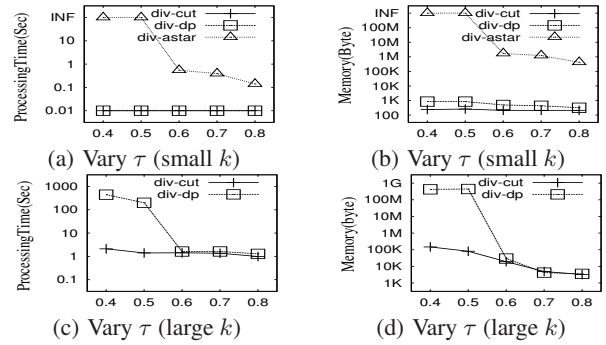 INF
10
1
0.1
0.01
ProcessingTime(Sec)
div-cut
div-dp
div-astar
0.4 0.5 0.6 0.7 0.8
(a) Vary τ (small k)
INF
100M
10M
1M
100K
10K
1K
100
Memory(Byte)
div-cut
div-dp
div-astar
0.4 0.5 0.6 0.7 0.8
(b) Vary τ (small k)
1000
100
10
1
0.1
ProcessingTime(Sec)
div-cut
div-dp
0.4 0.5 0.6 0.7 0.8
(c) Vary τ (large k)
1G
100M
10M
1M
100K
10K
1K
Memory(byte)
div-cut
div-dp
0.4 0.5 0.6 0.7 0.8
(d) Vary τ (large k)